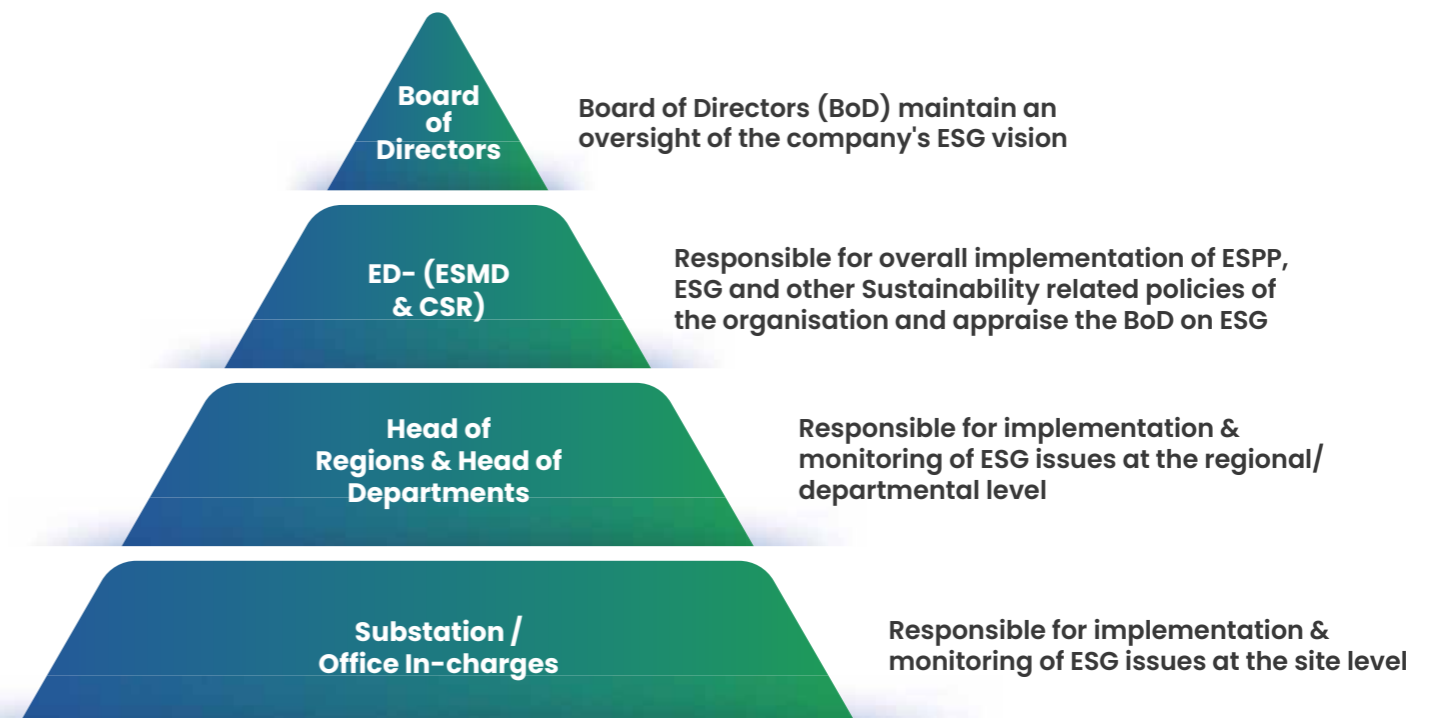 Board
of
Directors
Board of Directors (BoD) maintain an
oversight of the company's ESG vision
ED- (ESMD
& CSR)
Responsible for overall implementation of ESPP,
ESG and other Sustainability related policies of
the organisation and appraise the BoD on ESG
Head of
Regions & Head of
Departments
Responsible for implementation &
monitoring of ESG issues at the regional/
departmental level
Substation /
Office In-charges
Responsible for implementation &
monitoring of ESG issues at the site level